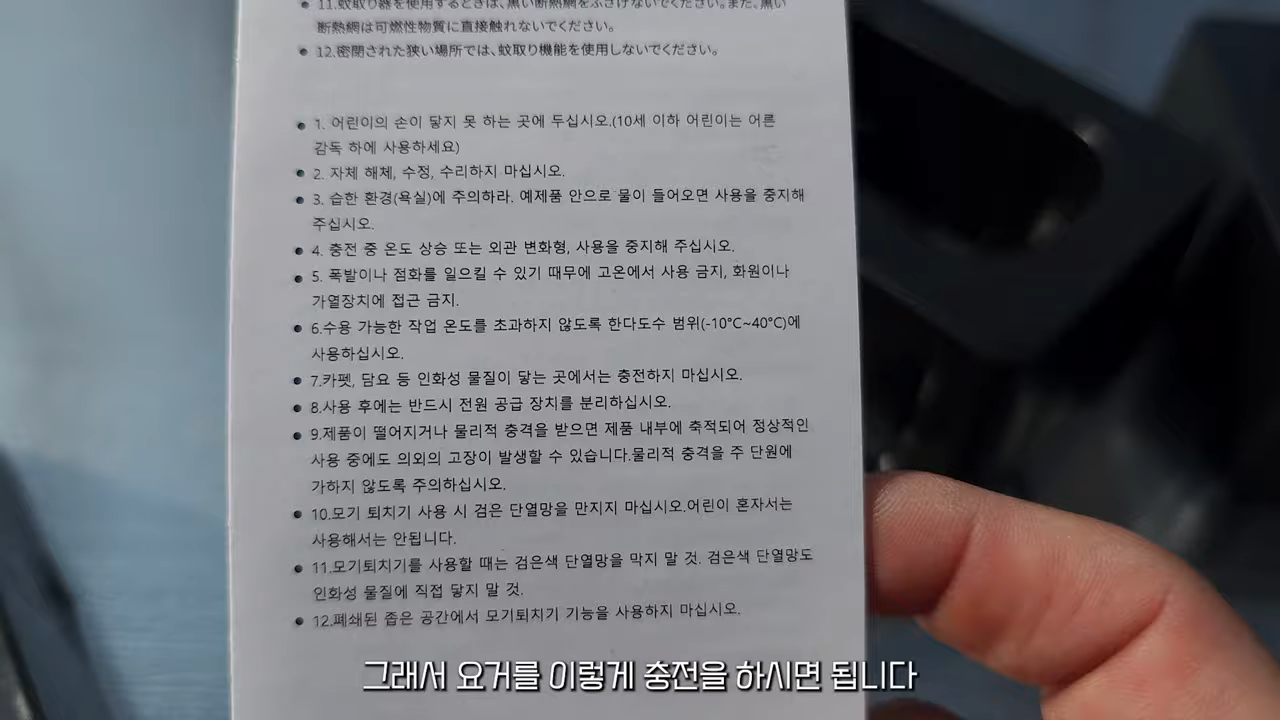 11.蚊取り器を使用するときは、黒い断熱網をふさげないでください。また、黒い
断熱網は可燃性物質に直接触れないでください。
12.密閉された狭い場所では、蚊取り機能を使用しないでください。
1. 어린이의 손이 닿지 못 하는 곳에 두십시오.(10세 이하 어린이는 어른
감독 하에 사용하세요)
2. 자체 해체, 수정, 수리하지 마십시오.
3. 습한 환경(욕실)에 주의하라. 예제품 안으로 물이 들어오면 사용을 중지해
주십시오.
4. 충전 중 온도 상승 또는 외관 변화형, 사용을 중지해 주십시오.
5. 폭발이나 점화를 일으킬 수 있기 때무에 고온에서 사용 금지, 화원이나
가열장치에 접근 금지.
6.수용 가능한 작업 온도를 초과하지 않도록 한다도수 범위(-10°C~40°C)에
사용하십시오.
7.카펫, 담요 등 인화성 물질이 닿는 곳에서는 충전하지 마십시오.
8.사용 후에는 반드시 전원 공급 장치를 분리하십시오.
9.제품이 떨어지거나 물리적 충격을 받으면 제품 내부에 축적되어 정상적인
사용 중에도 의외의 고장이 발생할 수 있습니다.물리적 충격을 주 단원에
가하지 않도록 주의하십시오.
10.모기 퇴치기 사용 시 검은 단열망을 만지지 마십시오.어린이 혼자서는
사용해서는 안됩니다.
11.모기퇴치기를 사용할 때는 검은색 단열망을 막지 말 것. 검은색 단열망도
인화성 물질에 직접 닿지 말 것.
12.폐쇄된 좁은 공간에서 모기퇴치기 기능을 사용하지 마십시오.
그래서 요거를 이렇게 충전을 하시면 됩니다